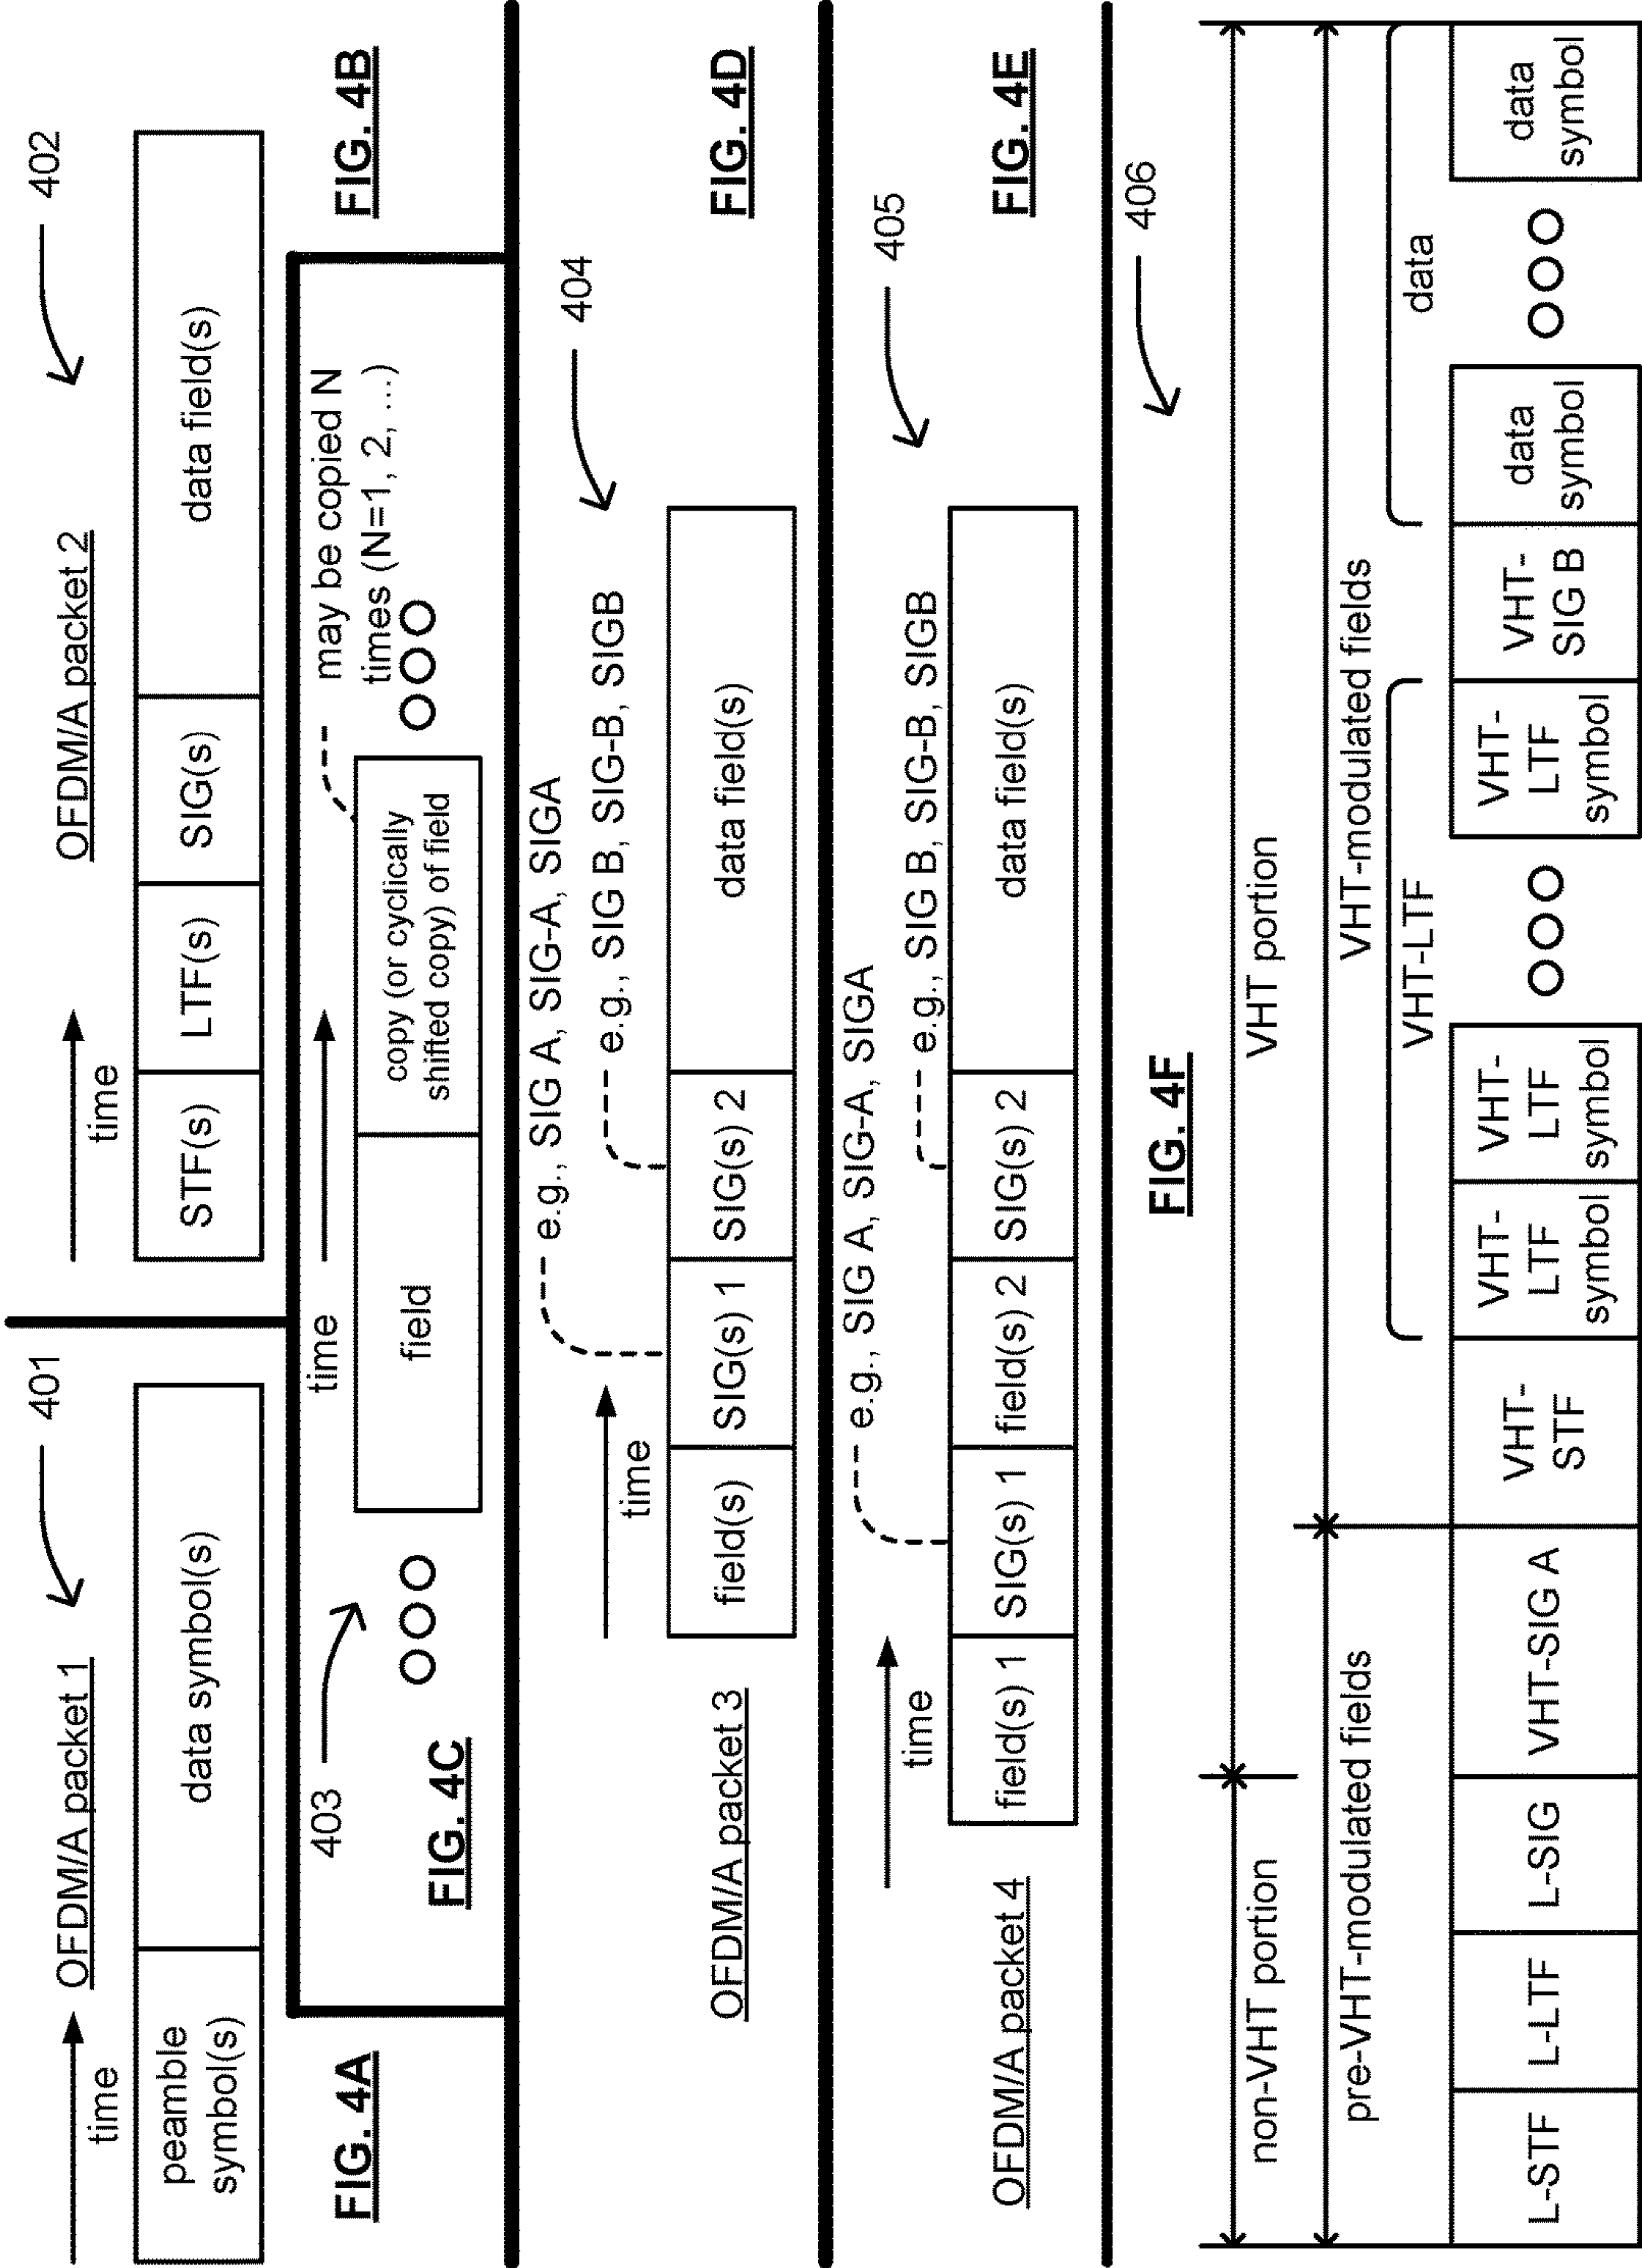 OFDM/A packet 1
401
time
peamble
symbol(s)
data symbol(s)
FIG. 4A
OFDM/A packet 2
402
time
STF(s)
LTF(s)
SIG(s)
data field(s)
FIG. 4B
403
time
may be copied N
times (N=1, 2, ...)
field
copy (or cyclically
shifted copy) of field
FIG. 4C
e.g., SIG A, SIG-A, SIGA
e.g., SIG B, SIG-B, SIGB
404
time
field(s)
SIG(s) 1
SIG(s) 2
data field(s)
OFDM/A packet 3
FIG. 4D
e.g., SIG A, SIG-A, SIGA
e.g., SIG B, SIG-B, SIGB
405
time
field(s) 1
SIG(s) 1
field(s) 2
SIG(s) 2
data field(s)
OFDM/A packet 4
FIG. 4E
FIG. 4F
406
non-VHT portion
VHT portion
pre-VHT-modulated fields
VHT-modulated fields
VHT-LTF
data
L-STF
L-LTF
L-SIG
VHT-SIG A
VHT-
STF
VHT-
LTF
symbol
VHT-
LTF
symbol
VHT-
LTF
symbol
VHT-
SIG B
data
symbol
data
symbol